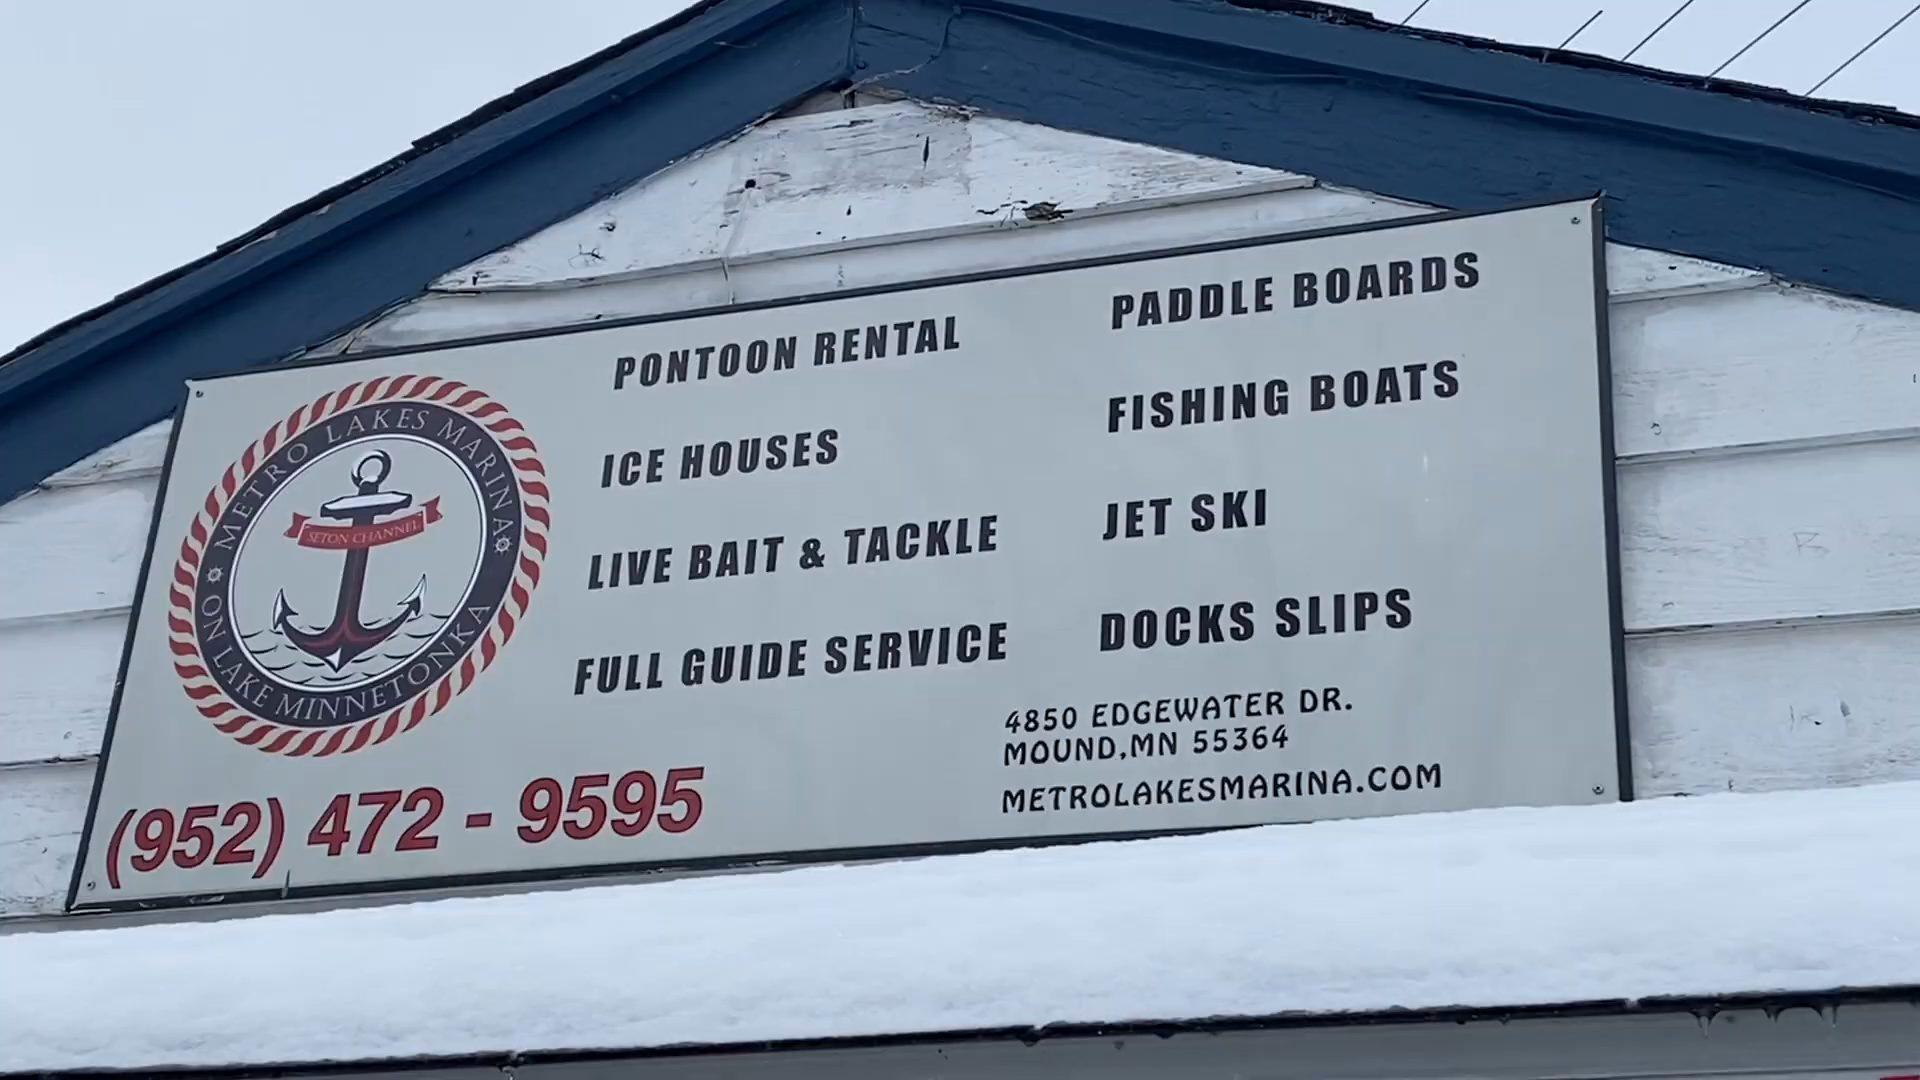 METRO LAKES MARINA
SETON CHANNEL
ON LAKE MINNETONKA
(952) 472 - 9595
PONTOON RENTAL
ICE HOUSES
LIVE BAIT & TACKLE
FULL GUIDE SERVICE
PADDLE BOARDS
FISHING BOATS
JET SKI
DOCKS SLIPS
4850 EDGEWATER DR.
MOUND,MN 55364
METROLAKESMARINA.COM